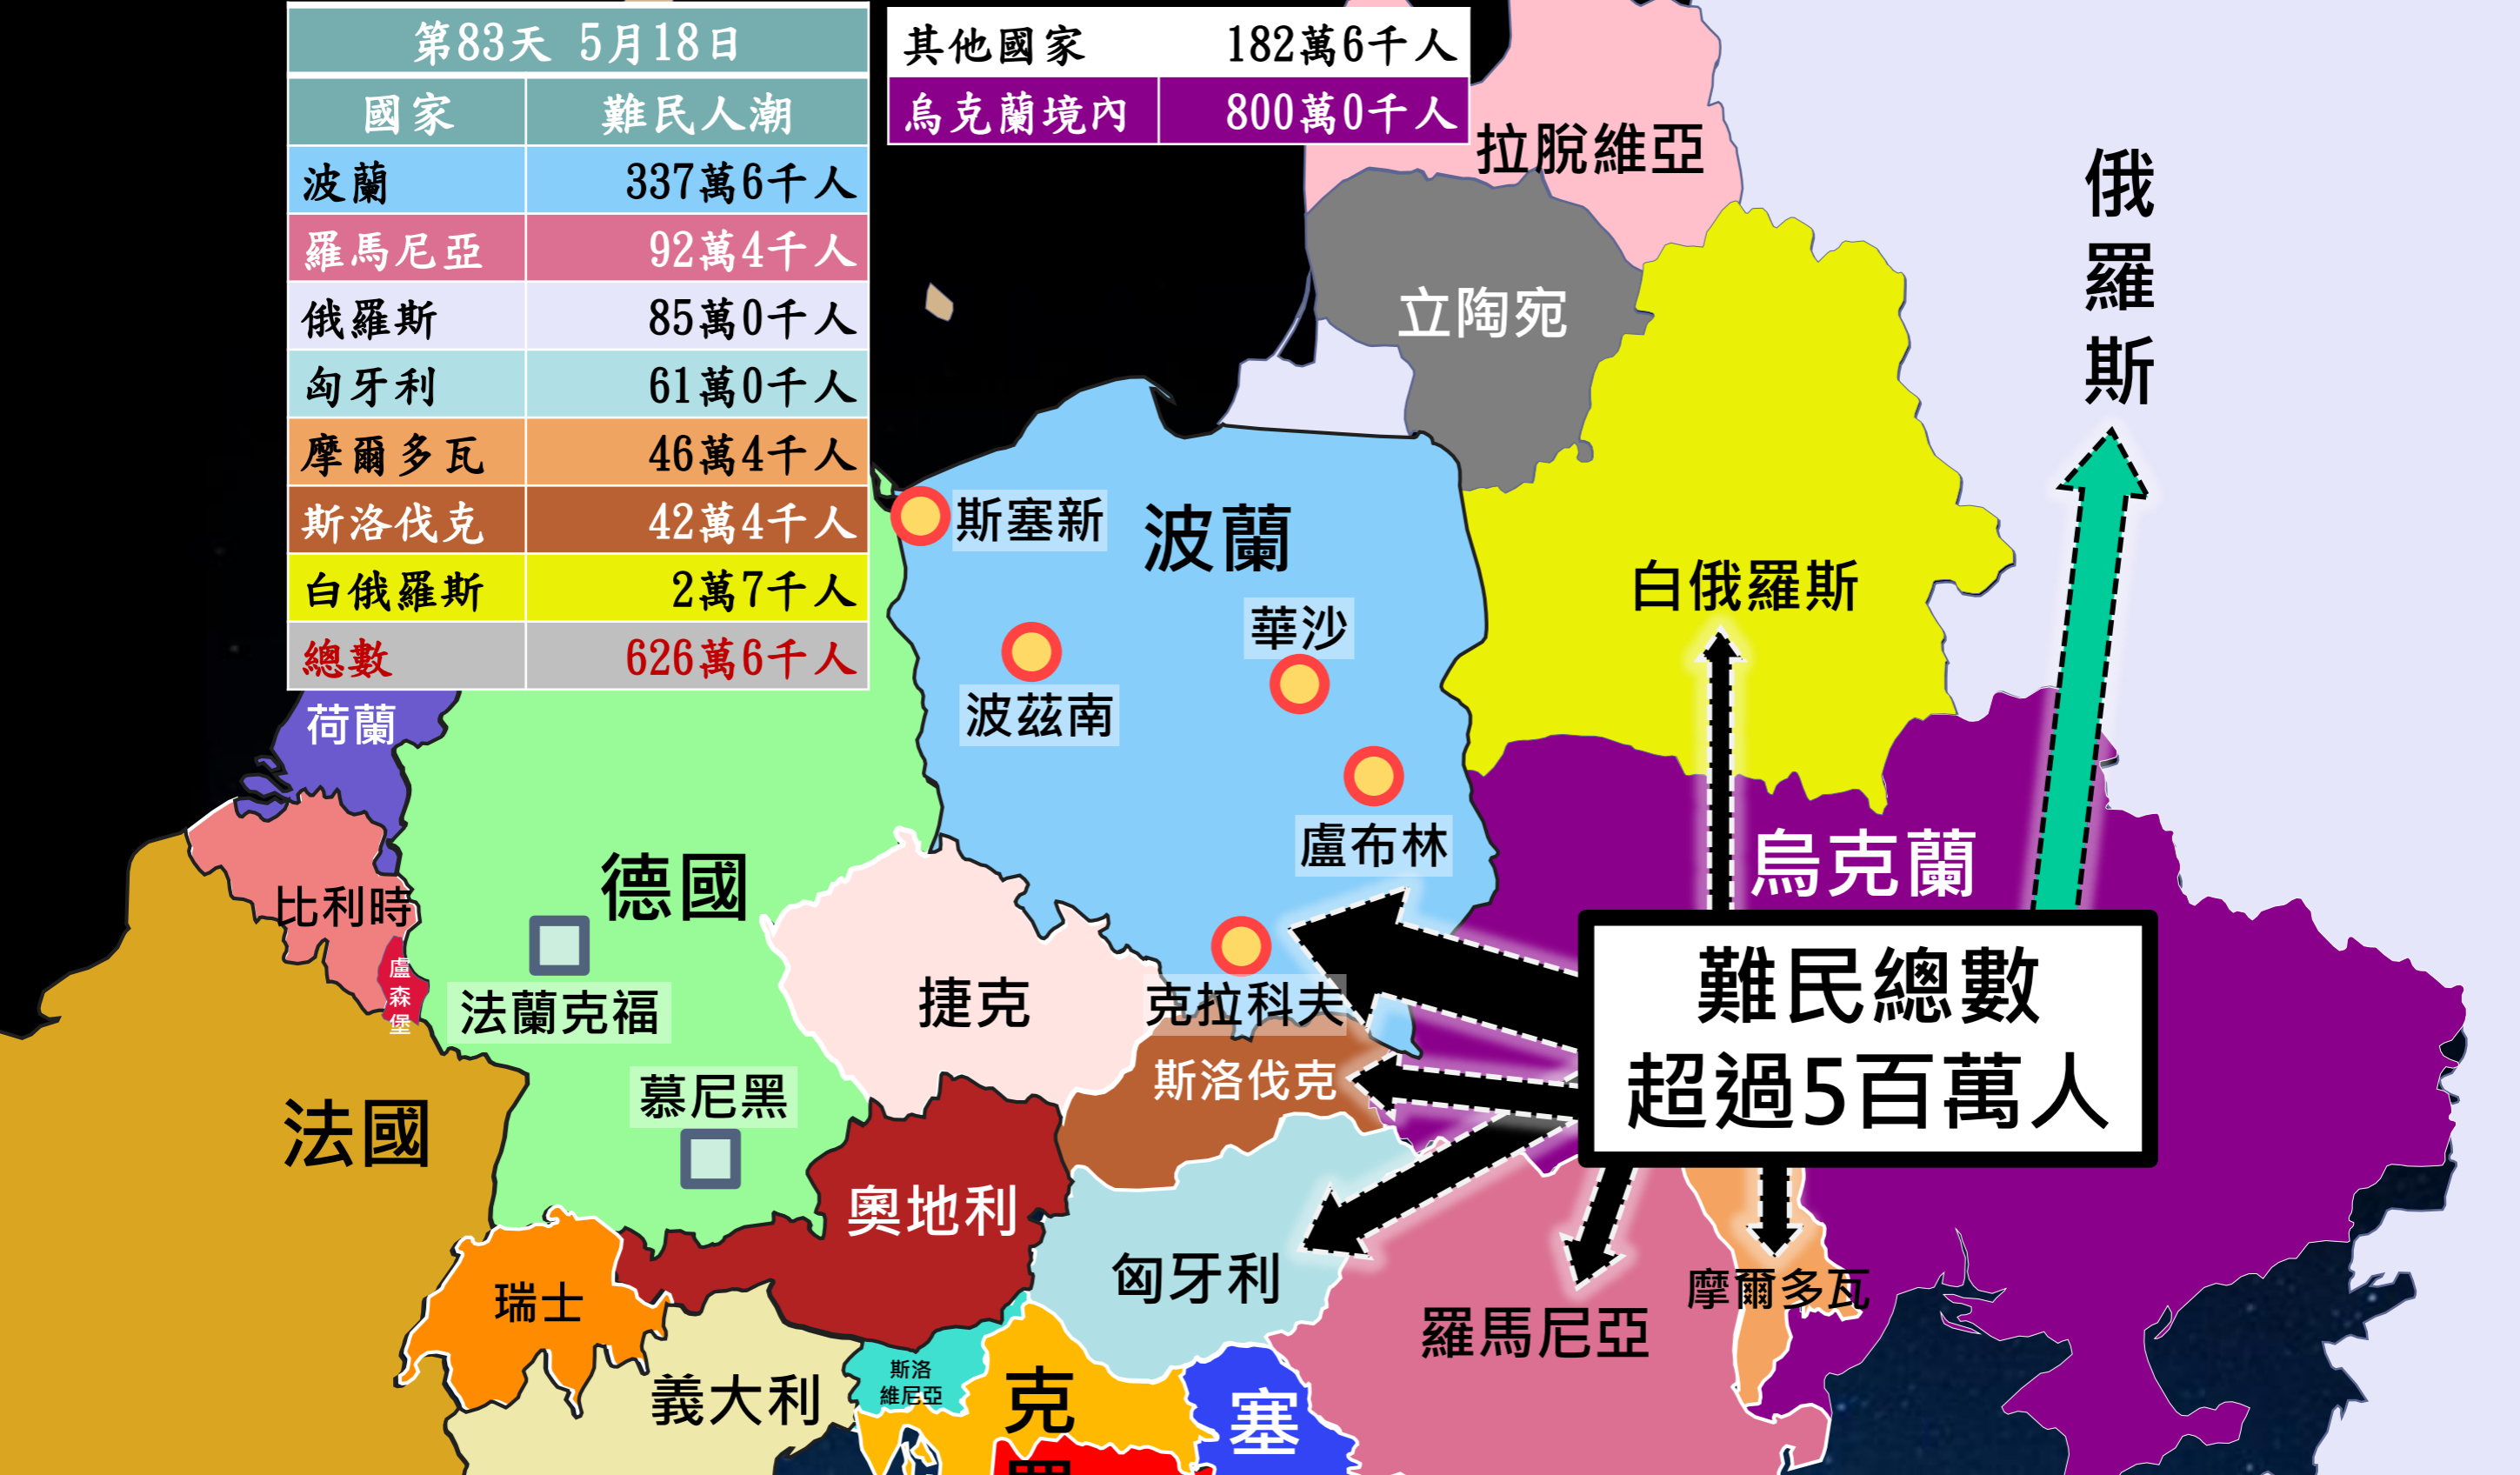 第83天 5月18日
國家 難民人潮
波蘭 337萬6千人
羅馬尼亞 92萬4千人
俄羅斯 85萬0千人
匈牙利 61萬0千人
摩爾多瓦 46萬4千人
斯洛伐克 42萬4千人
白俄羅斯 2萬7千人
總數 626萬6千人
其他國家 182萬6千人
烏克蘭境內 800萬0千人
拉脫維亞
俄羅斯
立陶宛
斯塞新
波蘭
白俄羅斯
華沙
波茲南
荷蘭
盧布林
烏克蘭
德國
比利時
盧森堡
法蘭克福
捷克
克拉科夫
難民總數
超過5百萬人
斯洛伐克
慕尼黑
法國
奧地利
匈牙利
瑞士
摩爾多瓦
羅馬尼亞
斯洛
維尼亞
義大利
克
塞